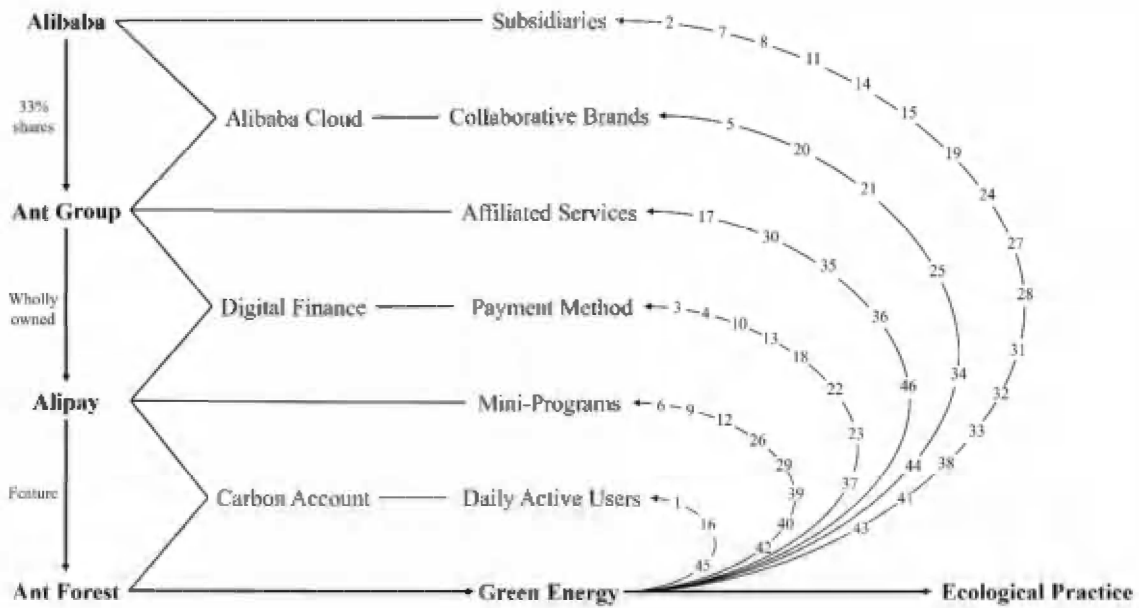 Alibaba
Subsidiaries
2 7 8 11 14 15 19 24 27 28 31 32 33 38 41 43
33%
shares
Alibaba Cloud
Collaborative Brands
5 20 21 25 34 44
Ant Group
Affiliated Services
17 30 35 36 46
Wholly
owned
Digital Finance
Payment Method
3 4 10 13 18 22 23 37
Alipay
Mini-Programs
6 9 12 26 29 39 40 42
Feature
Carbon Account
Daily Active Users
1 16 45
Ant Forest
Green Energy
Ecological Practice